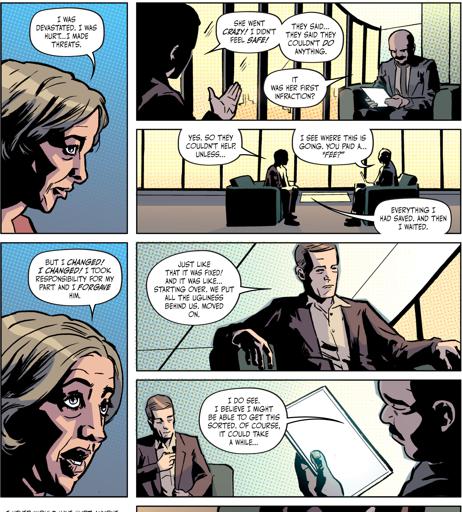 I WAS
DEVASTATED. I WAS
HURT...I MADE
THREATS.
SHE WENT
CRAZY! I DIDN'T
FEEL SAFE!
THEY SAID...
THEY SAID THEY
COULDN'T DO
ANYTHING.
IT
WAS HER FIRST
INFRACTION?
YES. SO THEY
COULDN'T HELP.
UNLESS...
I SEE WHERE THIS IS
GOING. YOU PAID A...
"FEE?"
EVERYTHING I
HAD SAVED. AND THEN
I WAITED.
BUT I CHANGED!
I CHANGED! I TOOK
RESPONSIBILITY FOR MY
PART AND I FORGAVE
HIM.
JUST LIKE
THAT IT WAS FIXED!
AND IT WAS LIKE...
STARTING OVER. WE PUT
ALL THE UGLINESS
BEHIND US. MOVED
ON.
I DO SEE.
I BELIEVE I MIGHT
BE ABLE TO GET THIS
SORTED. OF COURSE,
IT COULD TAKE
A WHILE...